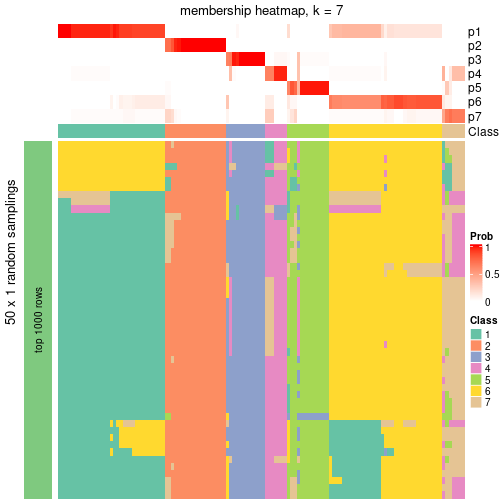 membership heatmap, k = 7
p1
p2
p3
p4
p5
p6
p7
Class
50 x 1 random samplings
top 1000 rows
Prob
1
0.5
0
Class
1
2
3
4
5
6
7